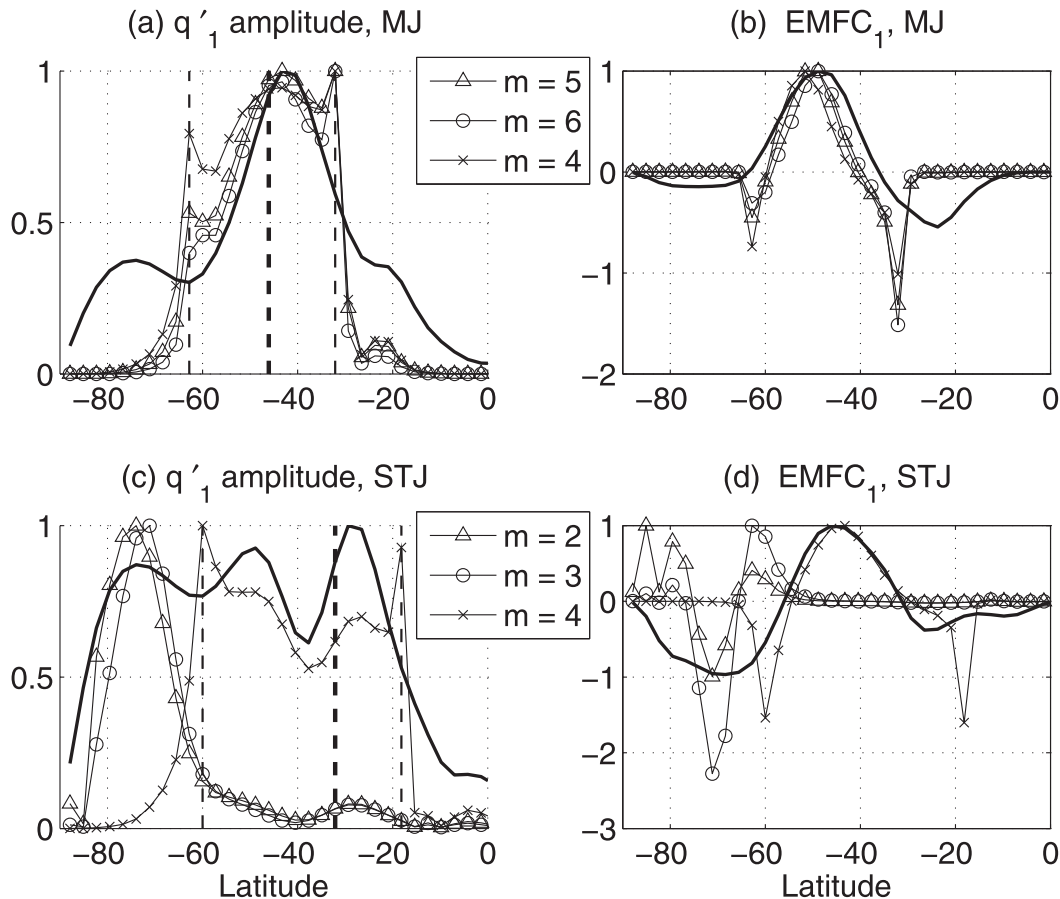 (a) q′₁ amplitude, MJ
(b) EMFC₁, MJ
1
0.5
0
−80 −60 −40 −20 0
m = 5
m = 6
m = 4
1
0
−1
−2
−80 −60 −40 −20 0
(c) q′₁ amplitude, STJ
(d) EMFC₁, STJ
1
0.5
0
−80 −60 −40 −20 0
Latitude
m = 2
m = 3
m = 4
1
0
−1
−2
−3
−80 −60 −40 −20 0
Latitude